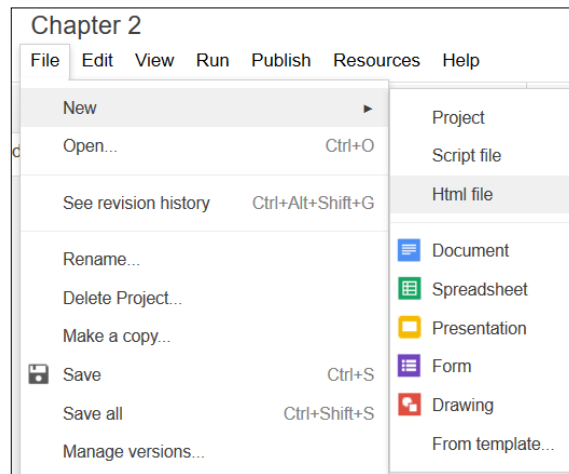 Chapter 2
File Edit View Run Publish Resources Help
New ►
Open... Ctrl+O
See revision history Ctrl+Alt+Shift+G
Rename...
Delete Project...
Make a copy...
Save Ctrl+S
Save all Ctrl+Shift+S
Manage versions...
Project
Script file
Html file
Document
Spreadsheet
Presentation
Form
Drawing
From template...